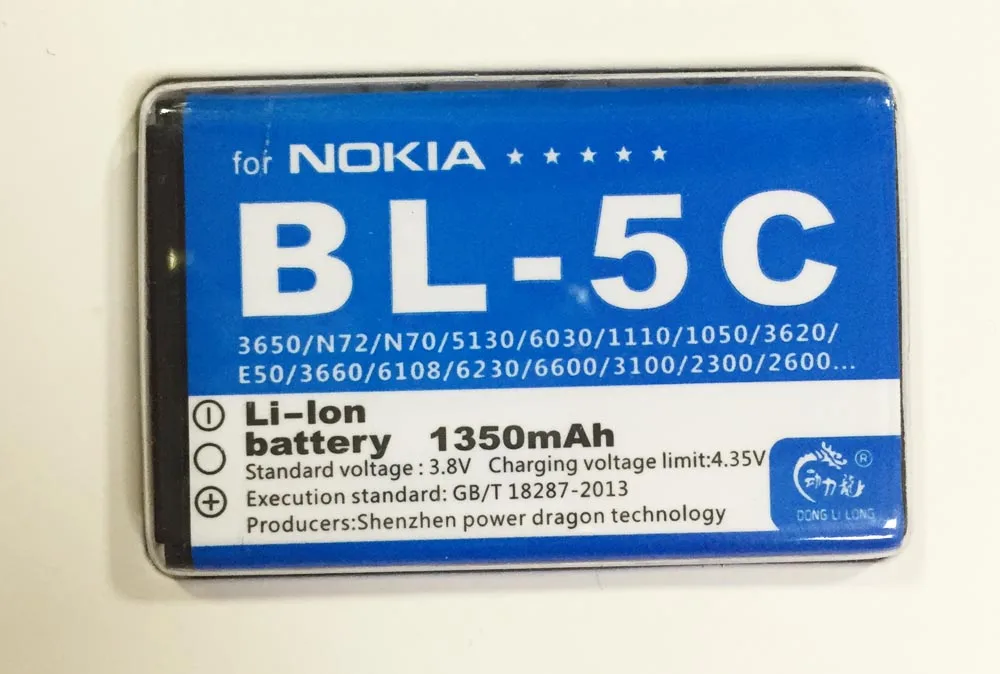 for NOKIA ★★★★★
BL-5C
3650/N72/N70/5130/6030/1110/1050/3620/
E50/3660/6108/6230/6600/3100/2300/2600...
Li-Ion
battery 1350mAh
Standard voltage : 3.8V Charging voltage limit:4.35V
Execution standard: GB/T 18287-2013
Producers:Shenzhen power dragon technology
®
动力龍
DONG LI LONG